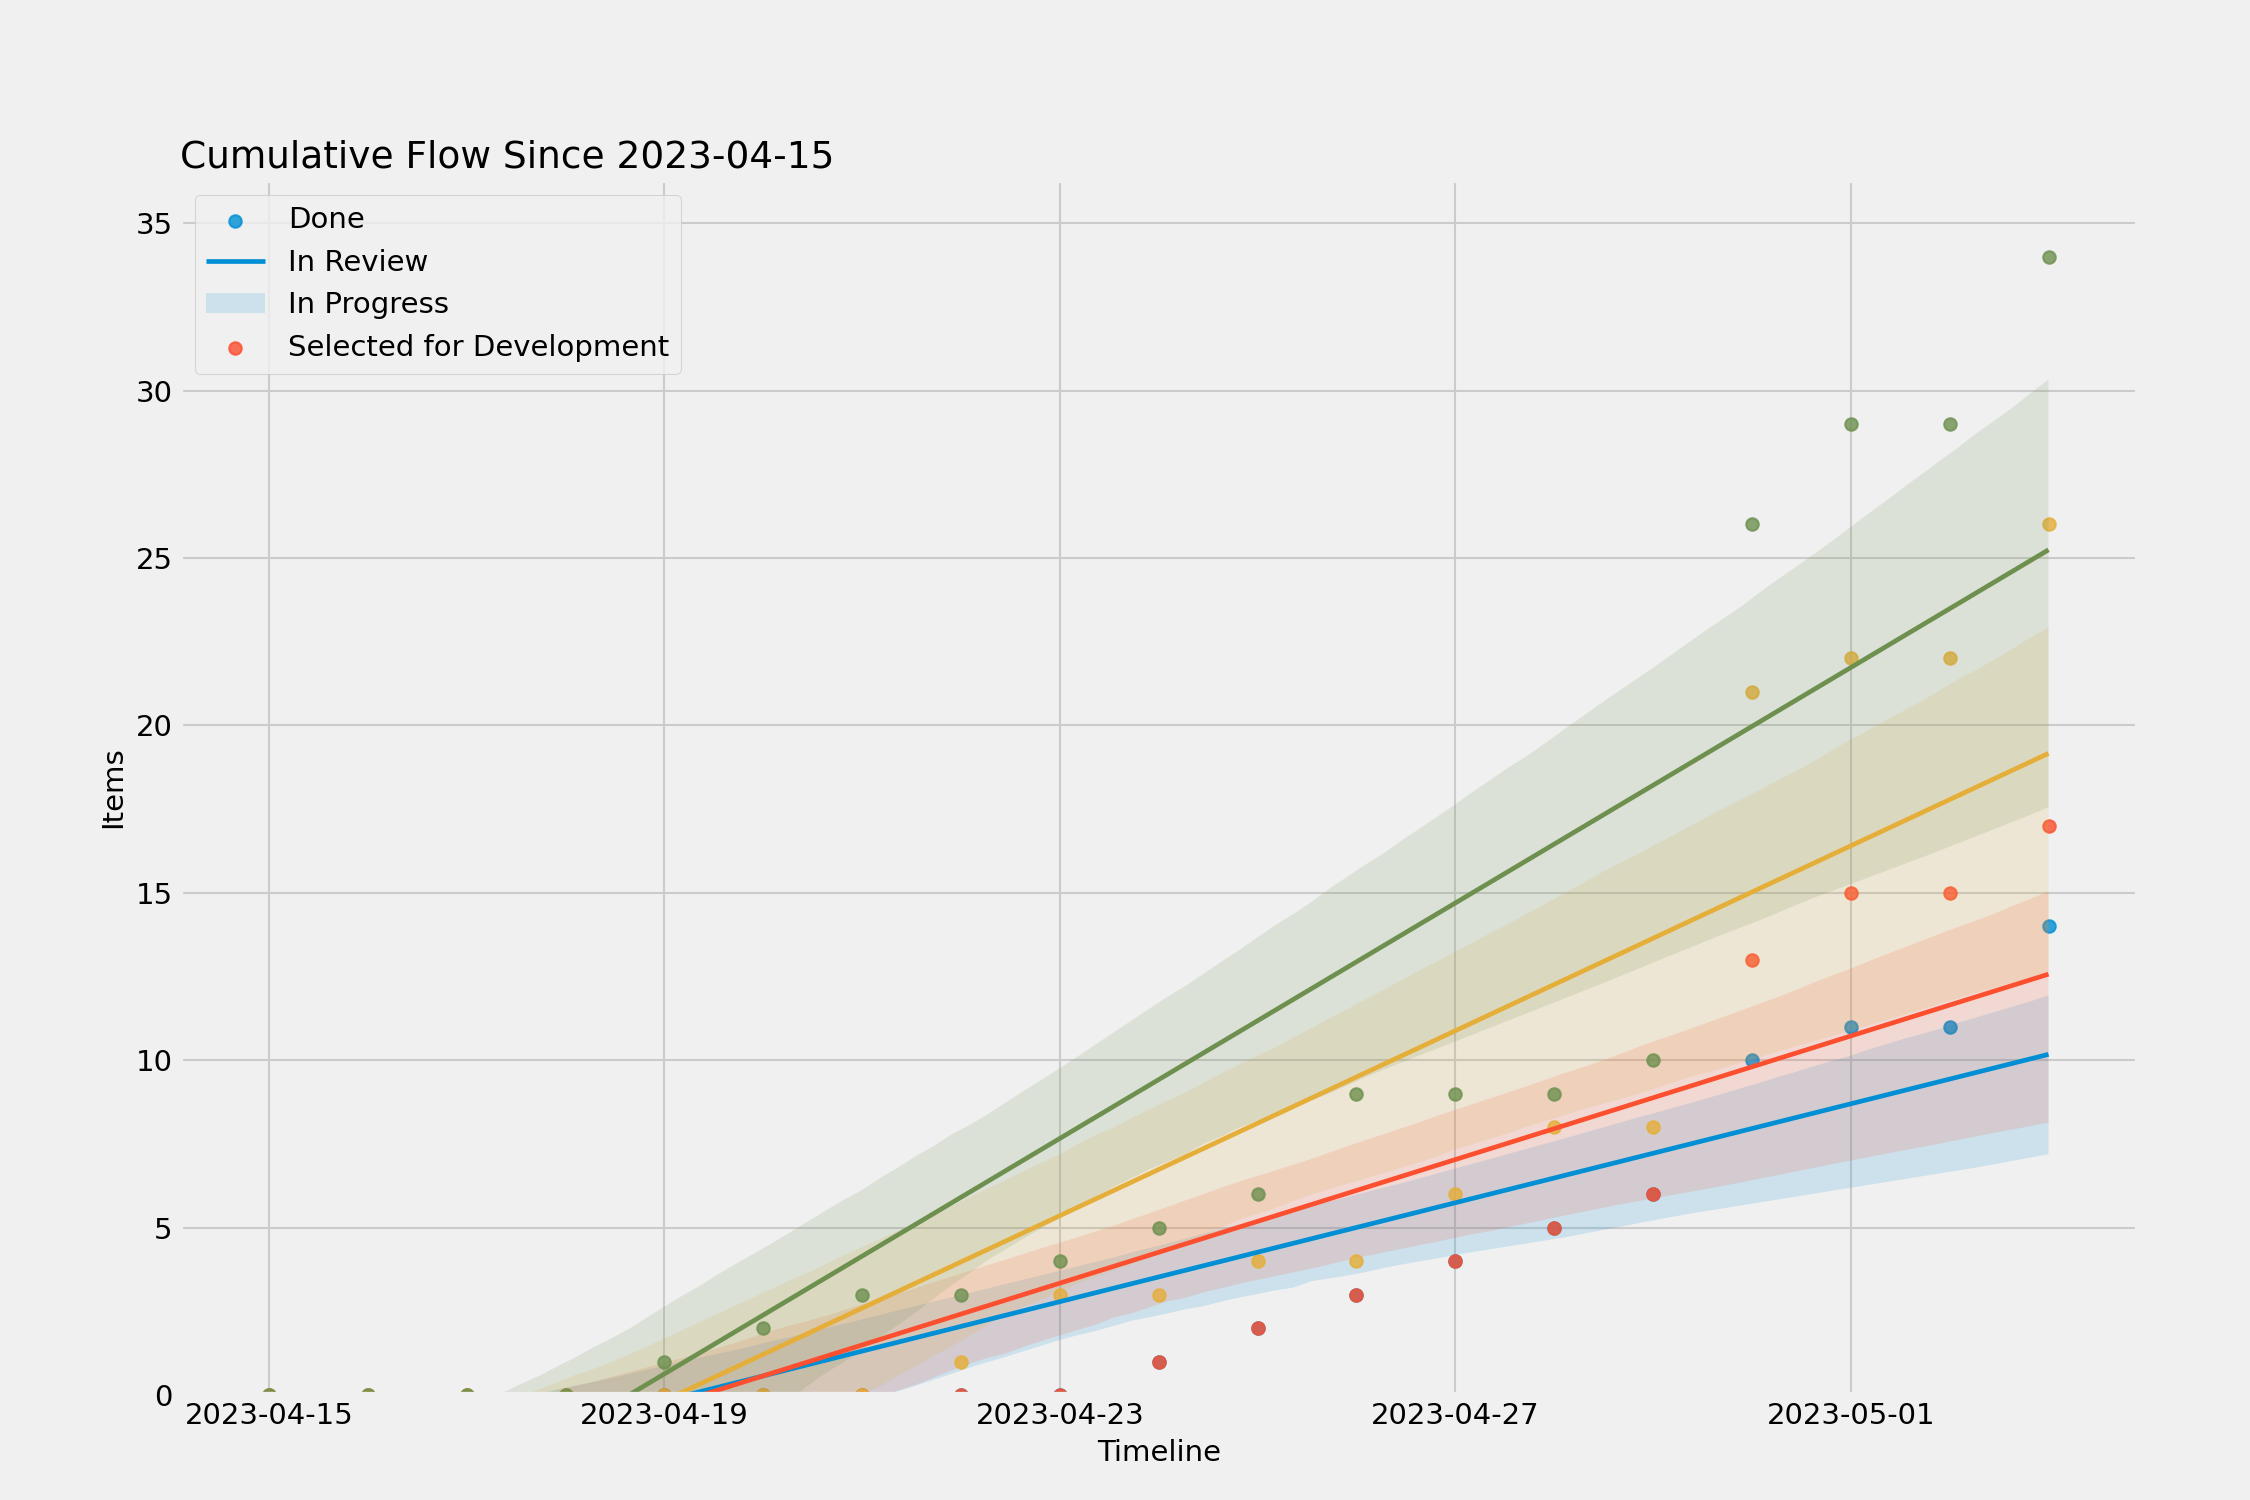 Cumulative Flow Since 2023-04-15
Done
In Review
In Progress
Selected for Development
35
30
25
20
15
10
5
0
Items
2023-04-15
2023-04-19
2023-04-23
2023-04-27
2023-05-01
Timeline